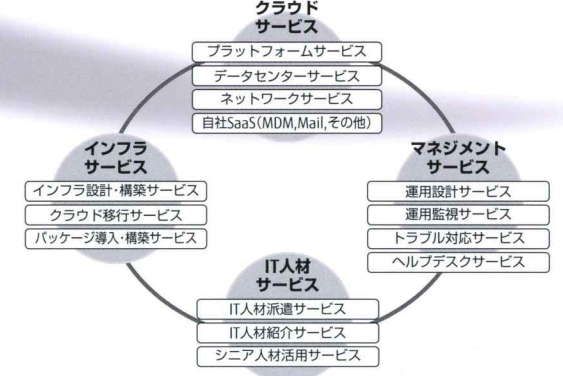 クラウド
サービス
プラットフォームサービス
データセンターサービス
ネットワークサービス
自社SaaS(MDM,Mail,その他)
インフラ
サービス
インフラ設計・構築サービス
クラウド移行サービス
パッケージ導入・構築サービス
マネジメント
サービス
運用設計サービス
運用監視サービス
トラブル対応サービス
ヘルプデスクサービス
IT人材
サービス
IT人材派遣サービス
IT人材紹介サービス
シニア人材活用サービス